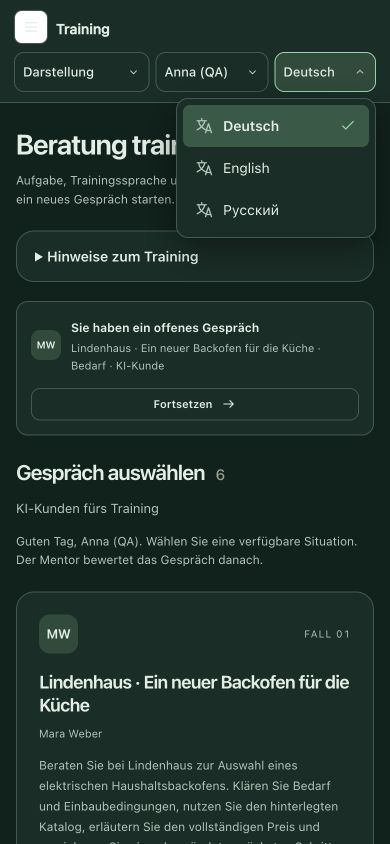 Training
Darstellung
Anna (QA)
Deutsch
Deutsch
English
Русский
Beratung
Aufgabe, Trainingssprache
ein neues Gespräch starten.
Hinweise zum Training
MW
Sie haben ein offenes Gespräch
Lindenhaus · Ein neuer Backofen für die Küche ·
Bedarf · KI-Kunde
Fortsetzen →
Gespräch auswählen 6
KI-Kunden fürs Training
Guten Tag, Anna (QA). Wählen Sie eine verfügbare Situation.
Der Mentor bewertet das Gespräch danach.
MW
FALL 01
Lindenhaus · Ein neuer Backofen für die
Küche
Mara Weber
Beraten Sie bei Lindenhaus zur Auswahl eines
elektrischen Haushaltsbackofens. Klären Sie Bedarf
und Einbaubedingungen, nutzen Sie den hinterlegten
Katalog, erläutern Sie den vollständigen Preis und